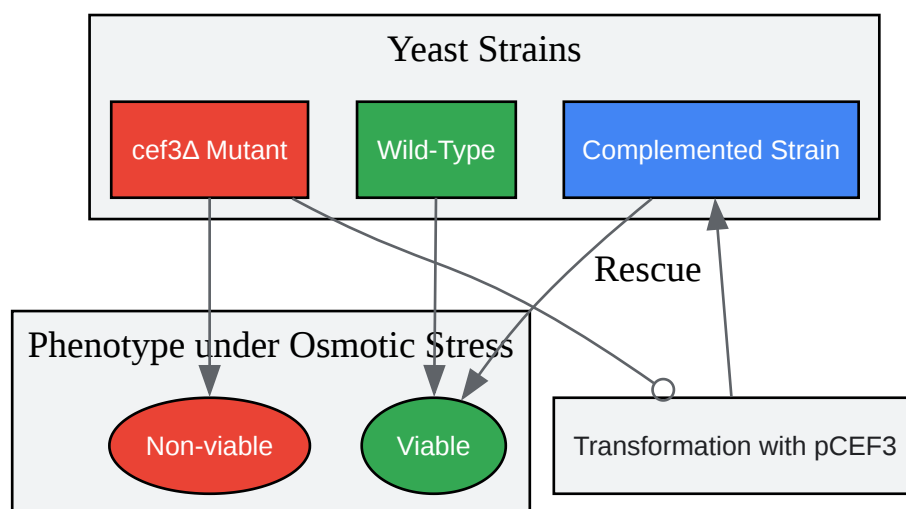 Yeast Strains
cef3Δ Mutant
Wild-Type
Complemented Strain
Rescue
Phenotype under Osmotic Stress
Non-viable
Viable
Transformation with pCEF3